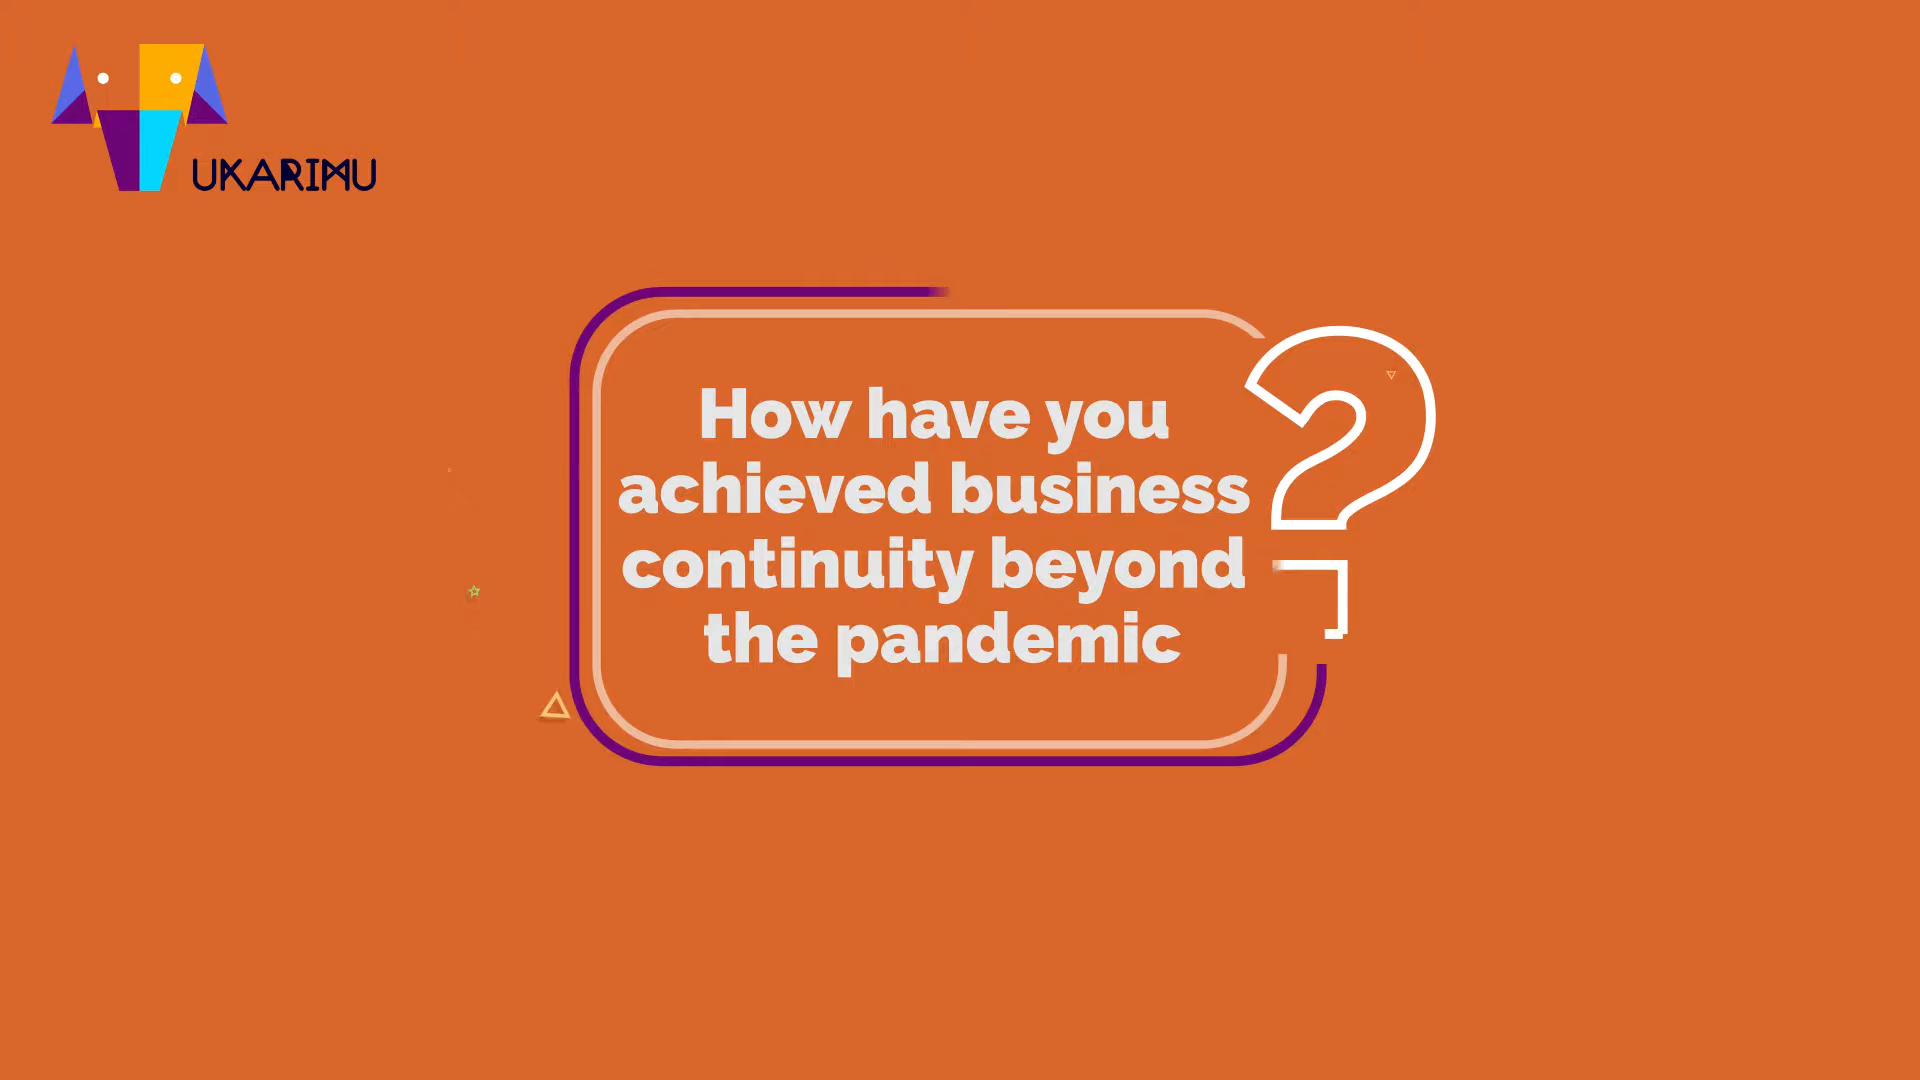 UKARIMU
How have you
achieved business
continuity beyond
the pandemic
?